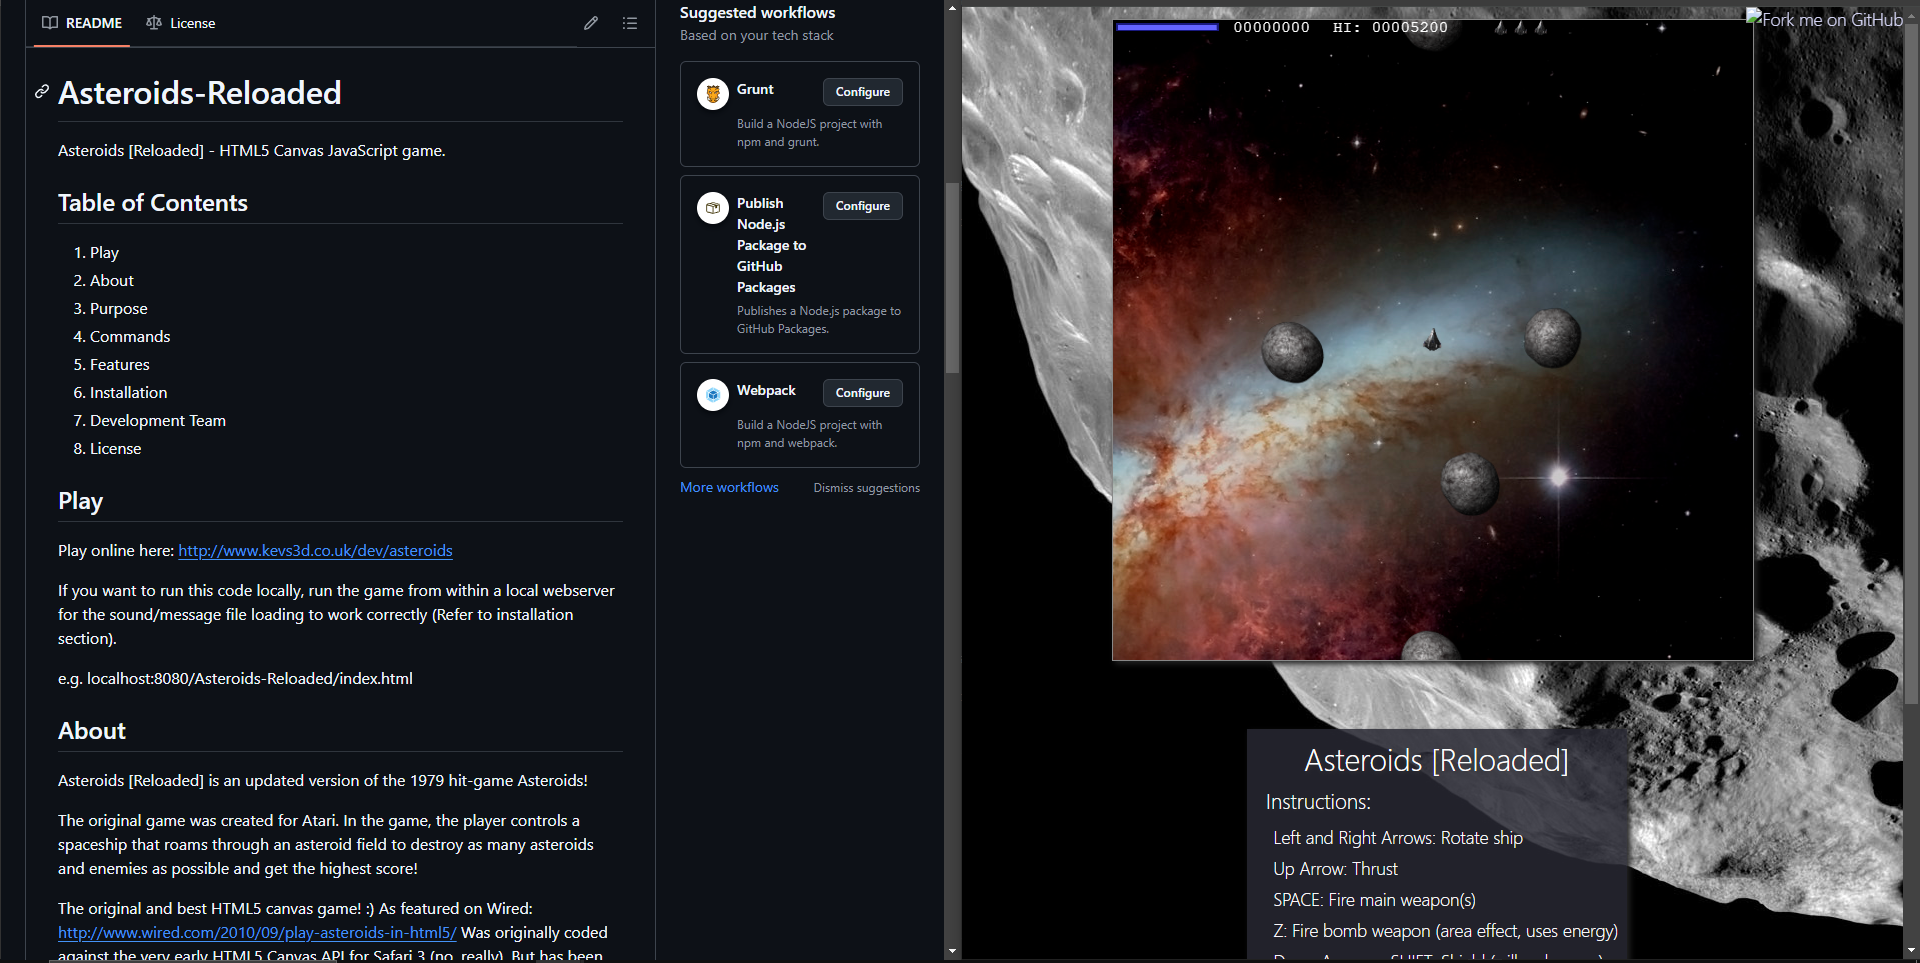 README
License
Asteroids-Reloaded
Asteroids [Reloaded] - HTML5 Canvas JavaScript game.
Table of Contents
1. Play
2. About
3. Purpose
4. Commands
5. Features
6. Installation
7. Development Team
8. License
Play
Play online here: http://www.kevs3d.co.uk/dev/asteroids
If you want to run this code locally, run the game from within a local webserver
for the sound/message file loading to work correctly (Refer to installation
section).
e.g. localhost:8080/Asteroids-Reloaded/index.html
About
Asteroids [Reloaded] is an updated version of the 1979 hit-game Asteroids!
The original game was created for Atari. In the game, the player controls a
spaceship that roams through an asteroid field to destroy as many asteroids
and enemies as possible and get the highest score!
The original and best HTML5 canvas game! :) As featured on Wired:
http://www.wired.com/2010/09/play-asteroids-in-html5/ Was originally coded
against the very early HTML5 Canvas API for Safari 3 (no, really). But has been
Suggested workflows
Based on your tech stack
Grunt
Configure
Build a NodeJS project with
npm and grunt.
Publish
Node.js
Package to
GitHub
Packages
Configure
Publishes a Node.js package to
GitHub Packages.
Webpack
Configure
Build a NodeJS project with
npm and webpack.
More workflows
Dismiss suggestions
00000000 HI: 00005200
Fork me on GitHub
Asteroids [Reloaded]
Instructions:
Left and Right Arrows: Rotate ship
Up Arrow: Thrust
SPACE: Fire main weapon(s)
Z: Fire bomb weapon (area effect, uses energy)